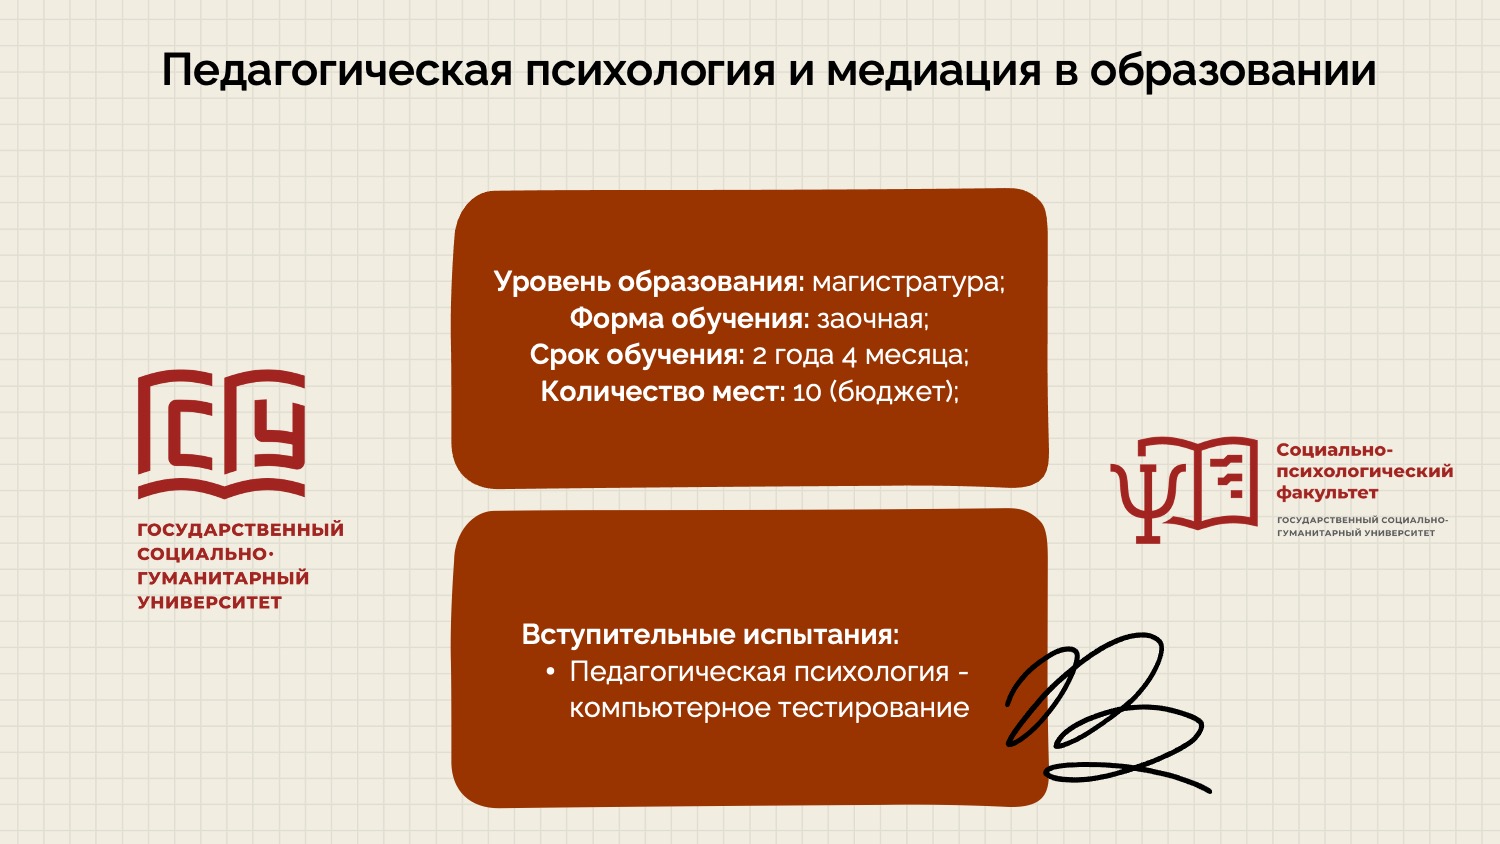 Педагогическая психология и медиация в образовании
Уровень образования: магистратура;
Форма обучения: заочная;
Срок обучения: 2 года 4 месяца;
Количество мест: 10 (бюджет);
ГОСУДАРСТВЕННЫЙ
СОЦИАЛЬНО-
ГУМАНИТАРНЫЙ
УНИВЕРСИТЕТ
Социально-
психологический
факультет
ГОСУДАРСТВЕННЫЙ СОЦИАЛЬНО-
ГУМАНИТАРНЫЙ УНИВЕРСИТЕТ
Вступительные испытания:
• Педагогическая психология -
компьютерное тестирование